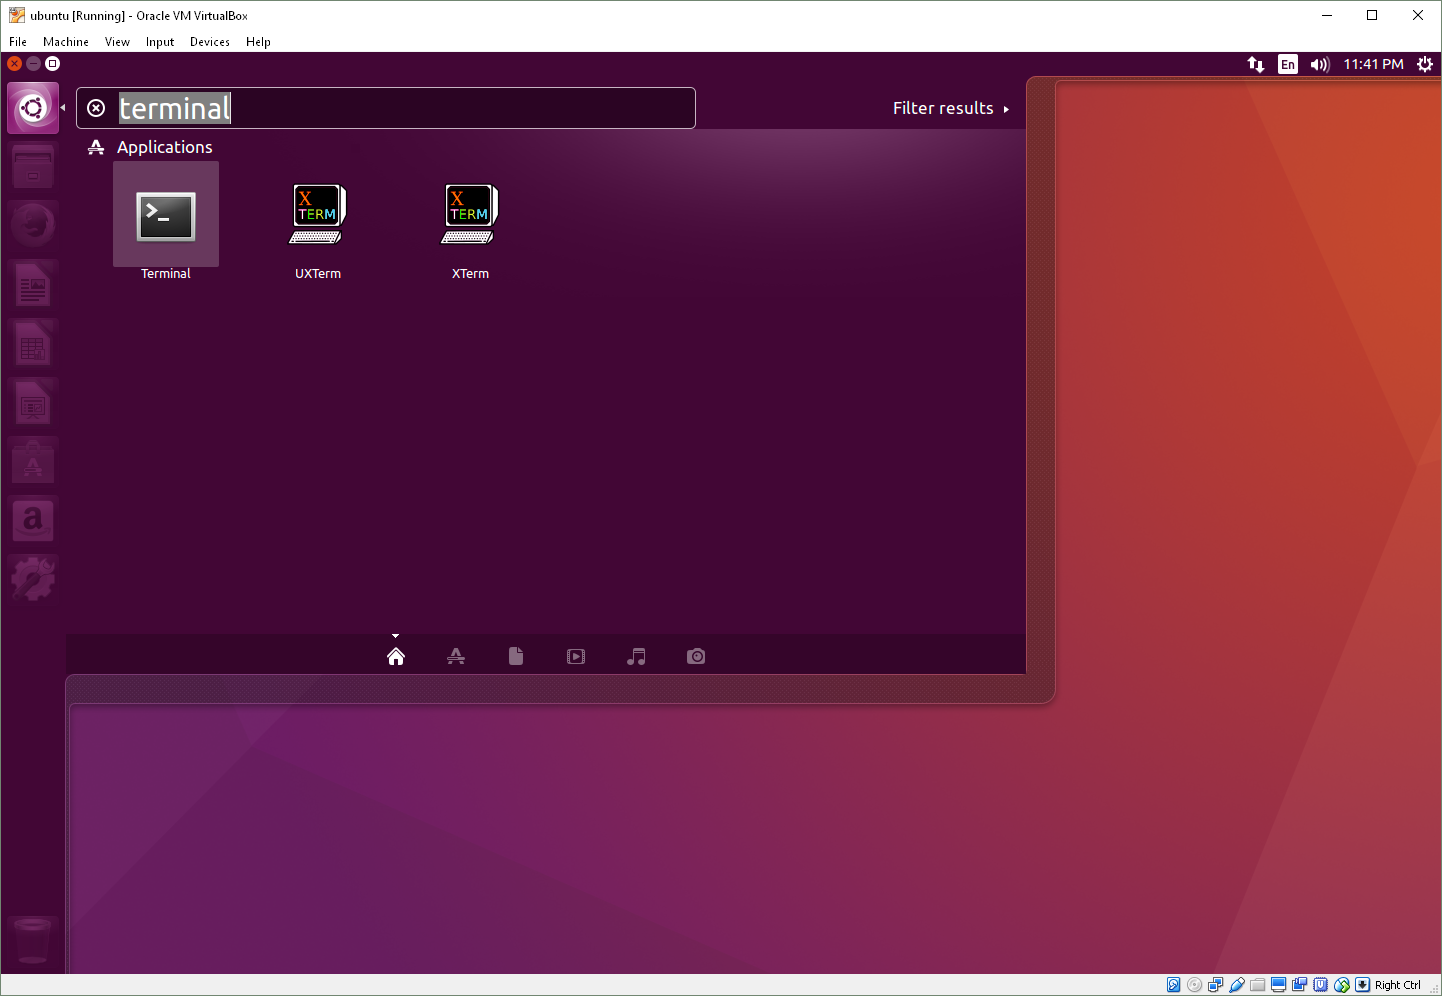 ubuntu [Running] - Oracle VM VirtualBox
File Machine View Input Devices Help
En 11:41 PM
terminal
Filter results
Applications
X TERM
X TERM
Terminal
UXTerm
XTerm
a
Right Ctrl